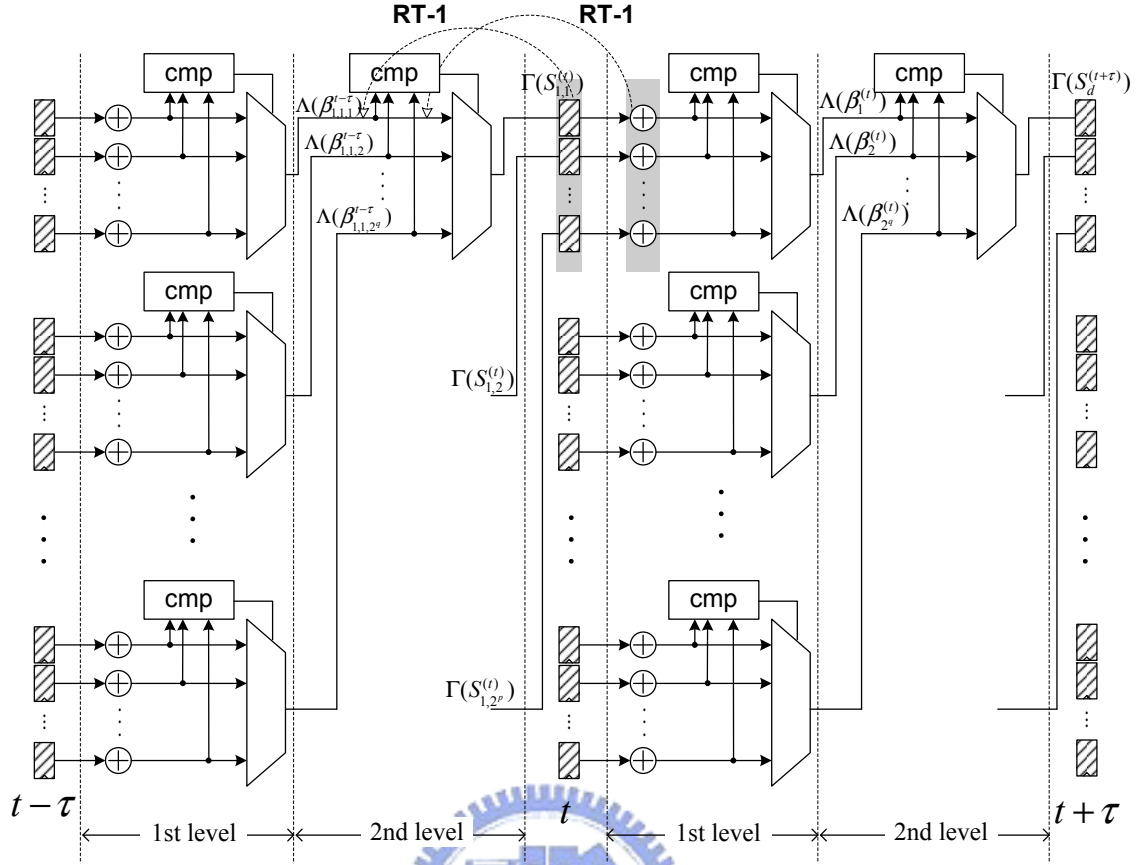 RT-1 RT-1
cmp cmp cmp cmp
Γ(S_{1,1}^{(t)}) Γ(S_d^{(t+τ)})
Λ(β_{1,1,1}^{t-τ}) Λ(β_1^{(t)})
Λ(β_{1,1,2}^{t-τ}) Λ(β_2^{(t)})
Λ(β_{1,1,2^q}^{t-τ}) Λ(β_{2^q}^{(t)})
cmp cmp
Γ(S_{1,2}^{(t)})
cmp cmp
Γ(S_{1,2^p}^{(t)})
t − τ t t + τ
1st level 2nd level 1st level 2nd level